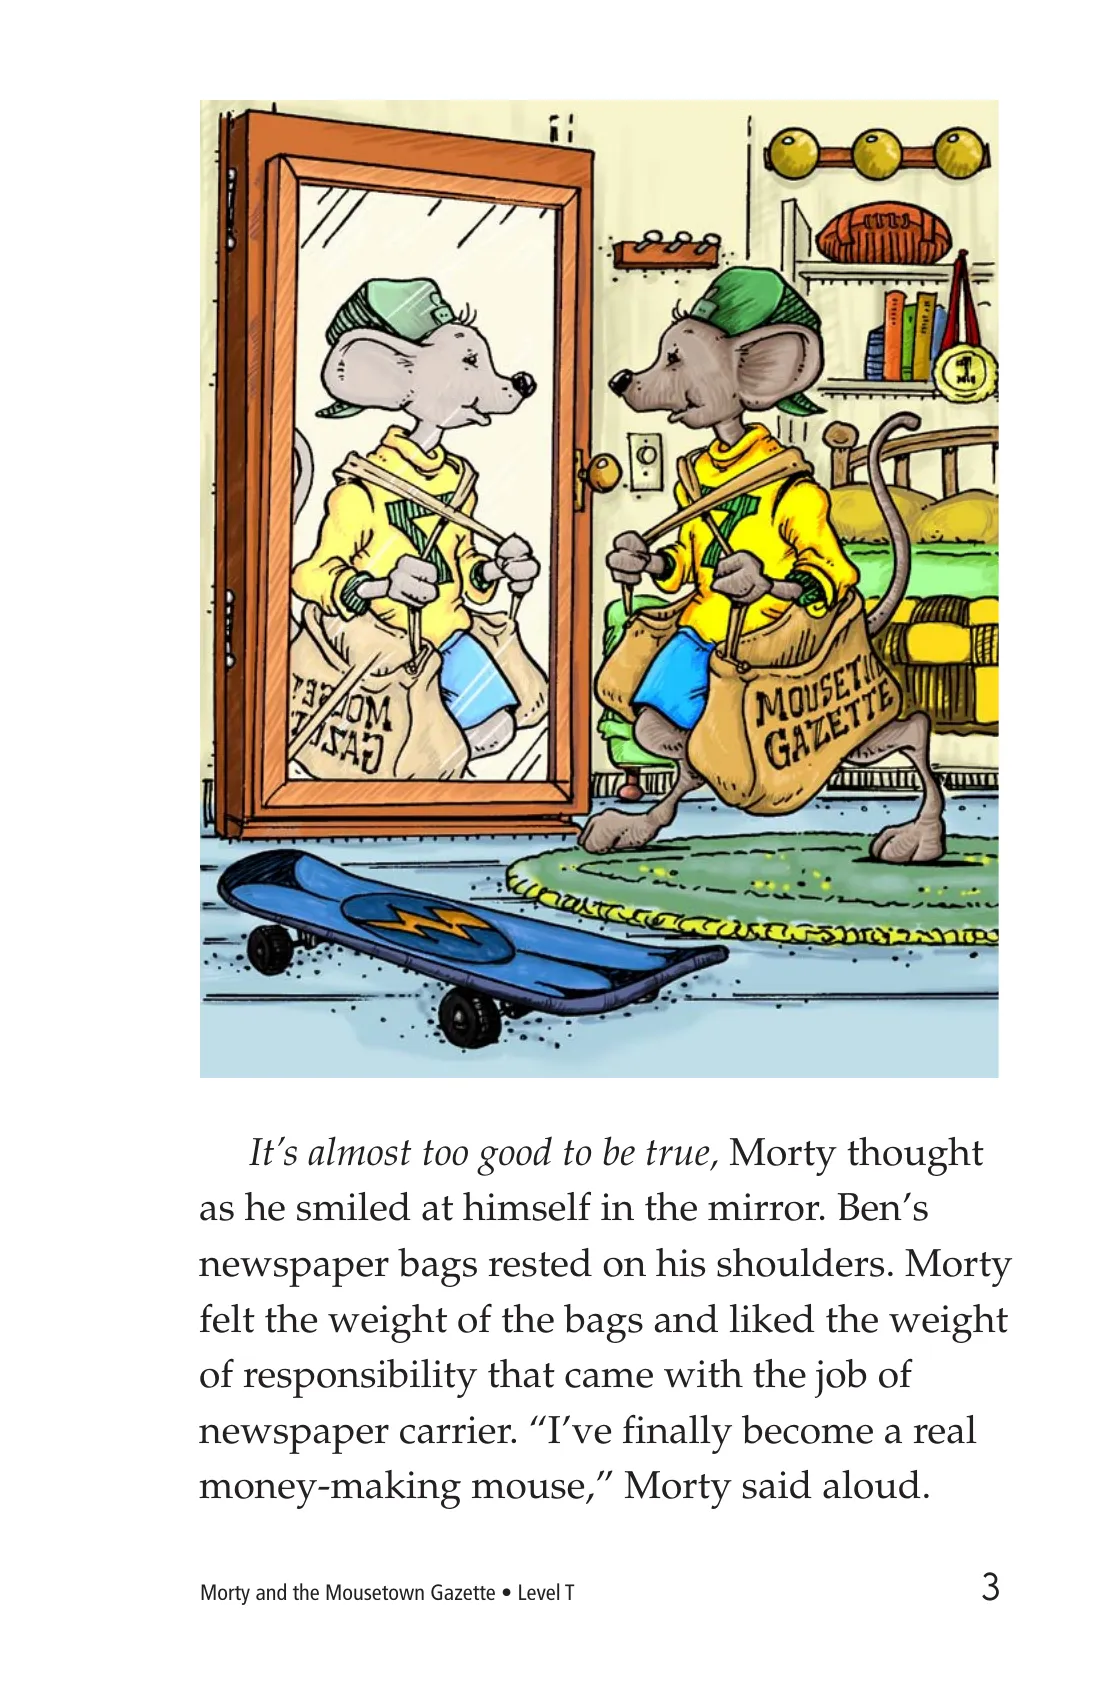 MOUSET
GAZETTE
1
It’s almost too good to be true, Morty thought
as he smiled at himself in the mirror. Ben’s
newspaper bags rested on his shoulders. Morty
felt the weight of the bags and liked the weight
of responsibility that came with the job of
newspaper carrier. “I’ve finally become a real
money-making mouse,” Morty said aloud.
Morty and the Mousetown Gazette • Level T
3